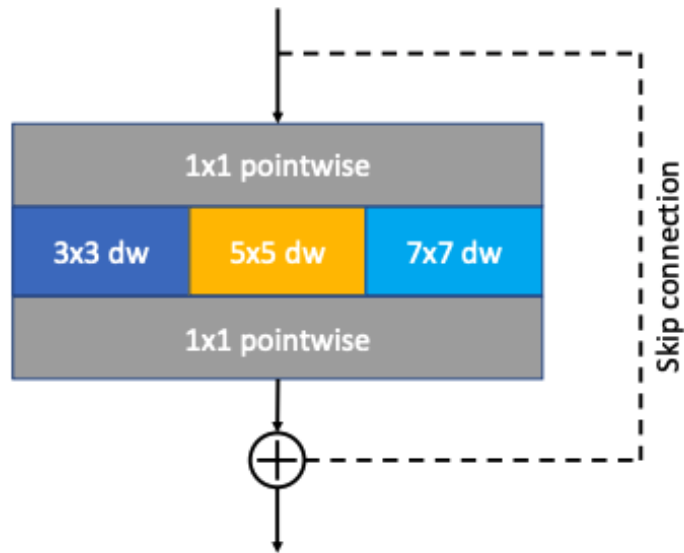 1x1 pointwise
3x3 dw
5x5 dw
7x7 dw
1x1 pointwise
Skip connection